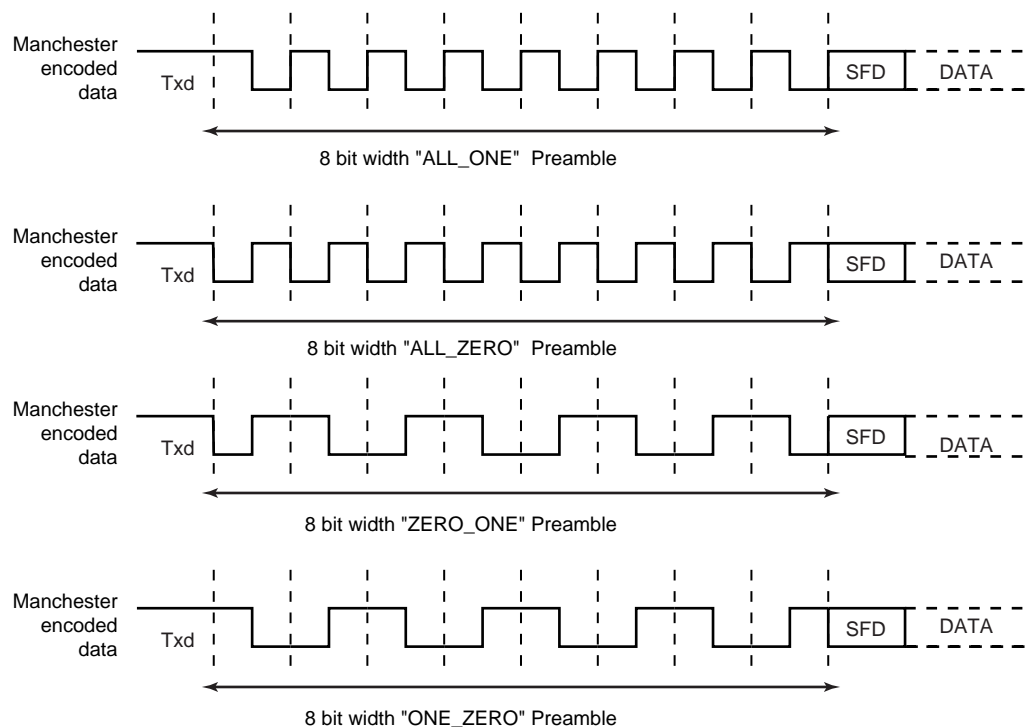 Manchester
encoded
data
Txd
SFD
DATA
8 bit width "ALL_ONE" Preamble
Manchester
encoded
data
Txd
SFD
DATA
8 bit width "ALL_ZERO" Preamble
Manchester
encoded
data
Txd
SFD
DATA
8 bit width "ZERO_ONE" Preamble
Manchester
encoded
data
Txd
SFD
DATA
8 bit width "ONE_ZERO" Preamble